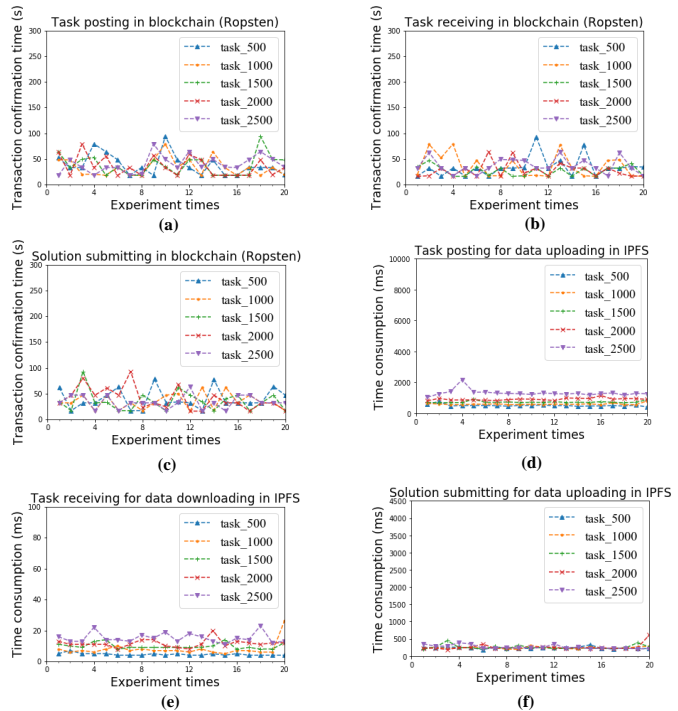 Task posting in blockchain (Ropsten)
Transaction confirmation time (s)
300
250
200
150
100
50
0
task_500
task_1000
task_1500
task_2000
task_2500
0 4 8 12 16 20
Experiment times
(a)
Task receiving in blockchain (Ropsten)
Transaction confirmation time (s)
300
250
200
150
100
50
0
task_500
task_1000
task_1500
task_2000
task_2500
0 4 8 12 16 20
Experiment times
(b)
Solution submitting in blockchain (Ropsten)
Transaction confirmation time (s)
300
250
200
150
100
50
0
task_500
task_1000
task_1500
task_2000
task_2500
0 4 8 12 16 20
Experiment times
(c)
Task posting for data uploading in IPFS
Time consumption (ms)
10000
8000
6000
4000
2000
0
task_500
task_1000
task_1500
task_2000
task_2500
0 4 8 12 16 20
Experiment times
(d)
Task receiving for data downloading in IPFS
Time consumption (ms)
100
80
60
40
20
0
task_500
task_1000
task_1500
task_2000
task_2500
0 4 8 12 16 20
Experiment times
(e)
Solution submitting for data uploading in IPFS
Time consumption (ms)
4500
4000
3500
3000
2500
2000
1500
1000
500
0
task_500
task_1000
task_1500
task_2000
task_2500
0 4 8 12 16 20
Experiment times
(f)